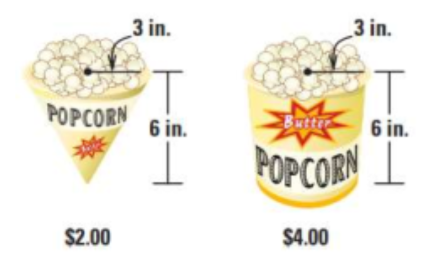 3 in.
3 in.
POPCORN
6 in.
Butter
6 in.
POPCORN
$2.00
$4.00